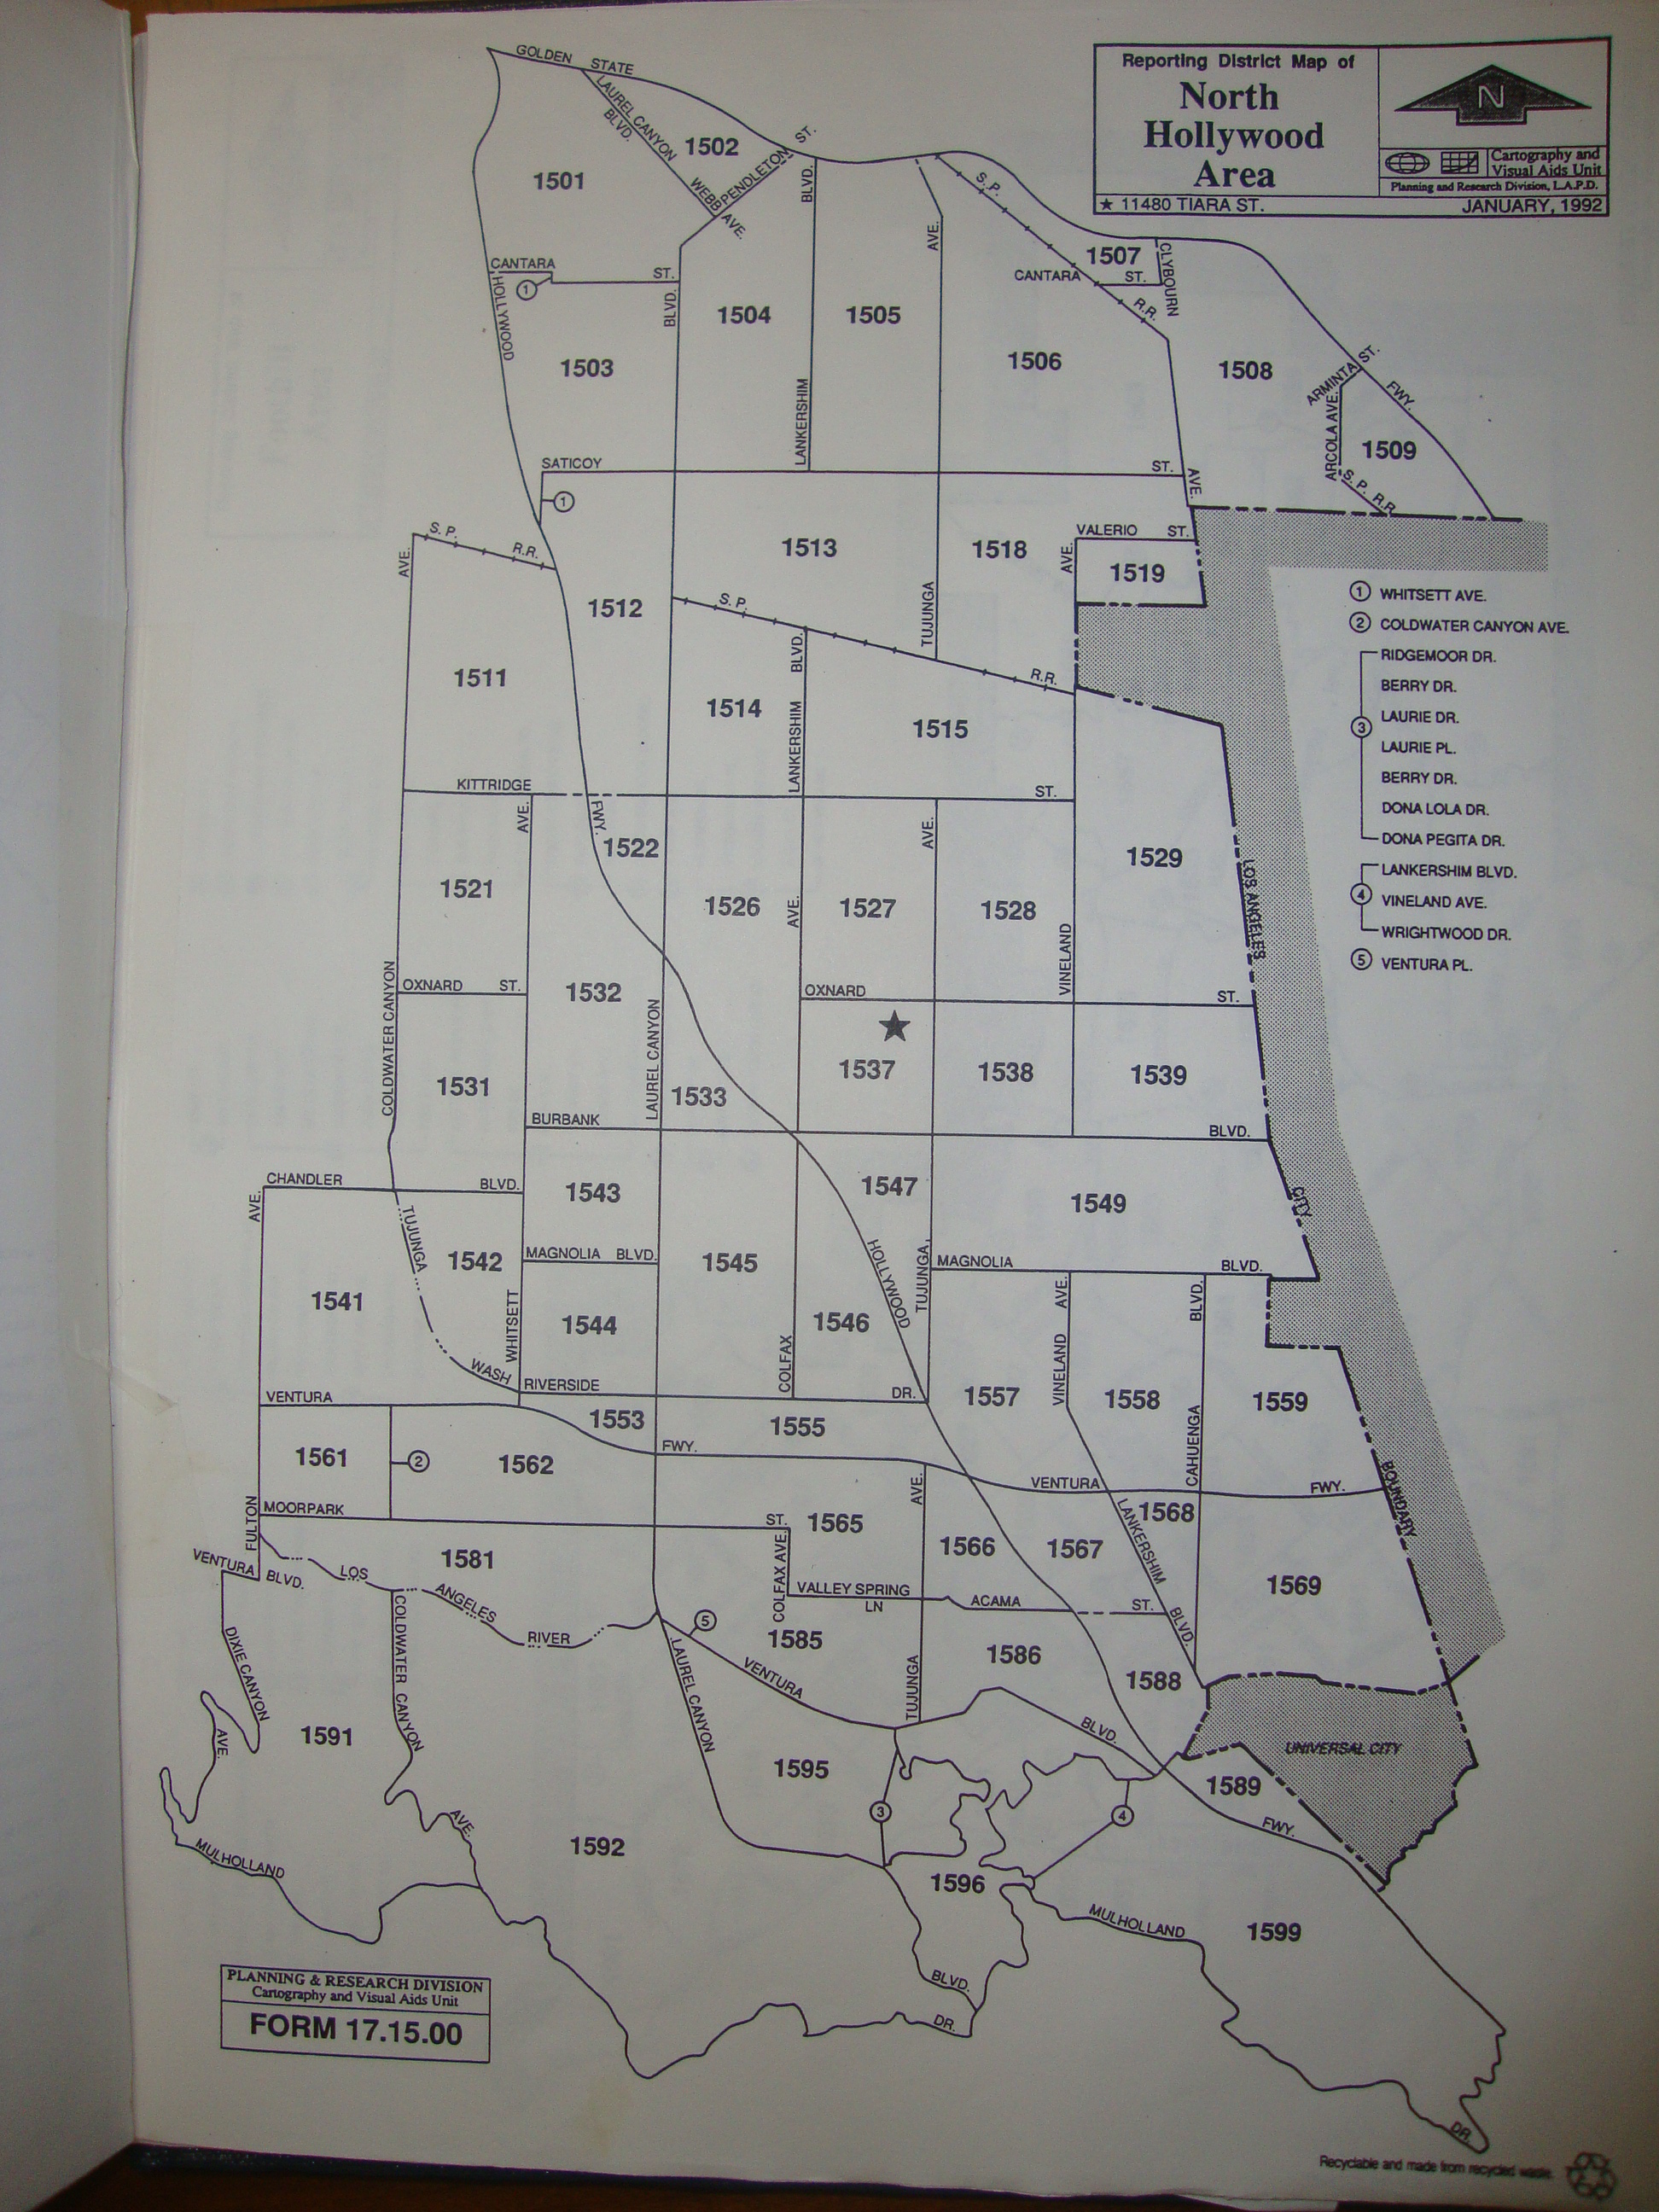 Reporting District Map of
North
Hollywood
Area
N
Cartography and
Visual Aids Unit
Planning and Research Division, L.A.P.D.
★ 11480 TIARA ST.
JANUARY, 1992
GOLDEN STATE
LAUREL CANYON
BLVD.
1502
ST.
PENDLETON
WEBB
AVE.
1501
BLVD.
S. P.
AVE.
1507
CLYBOURN
CANTARA
ST.
CANTARA
ST.
1
HOLLYWOOD
BLVD.
R.R.
1504
1505
1503
1506
1508
ST.
ARMINTA
FWY.
LANKERSHIM
ARCOLA AVE.
1509
SATICOY
ST.
AVE.
S. P. R.R.
1
VALERIO ST.
S. P.
R.R.
AVE.
1513
1518
AVE.
1519
1512
S. P.
TUJUNGA
BLVD.
R.R.
1511
1514
LANKERSHIM
1515
1 WHITSETT AVE.
2 COLDWATER CANYON AVE.
RIDGEMOOR DR.
BERRY DR.
LAURIE DR.
3
LAURIE PL.
BERRY DR.
DONA LOLA DR.
DONA PEGITA DR.
LANKERSHIM BLVD.
4 VINELAND AVE.
WRIGHTWOOD DR.
5 VENTURA PL.
KITTRIDGE
ST.
AVE.
FWY.
AVE.
1522
1529
1521
1526
AVE.
1527
1528
LOS ANGELES
VINELAND
COLDWATER CANYON
OXNARD ST.
1532
OXNARD
ST.
LAUREL CANYON
★
1531
1533
1537
1538
1539
BURBANK
BLVD.
CHANDLER
BLVD.
AVE.
1543
1547
1549
CITY
TUJUNGA
1542
MAGNOLIA BLVD.
1545
HOLLYWOOD
TUJUNGA
MAGNOLIA
BLVD.
1541
WHITSETT
1544
1546
AVE.
BLVD.
COLFAX
VINELAND
WASH
RIVERSIDE
DR.
VENTURA
1553
1555
1557
1558
1559
CAHUENGA
1561
2
1562
FWY.
AVE.
VENTURA
FWY.
BOUNDARY
FULTON
MOORPARK
ST.
1565
1568
LANKERSHIM
VENTURA
BLVD.
LOS
1581
COLFAX AVE.
1566
1567
1569
ANGELES
VALLEY SPRING
LN
ACAMA
ST.
COLDWATER CANYON
RIVER
5
BLVD.
DIXIE CANYON
LAUREL CANYON
1585
VENTURA
TUJUNGA
1586
1588
AVE.
1591
BLVD.
UNIVERSAL CITY
1595
1589
3
4
AVE.
FWY.
MULHOLLAND
1592
1596
MULHOLLAND
1599
BLVD.
DR.
PLANNING & RESEARCH DIVISION
Cartography and Visual Aids Unit
FORM 17.15.00
DR.
Recyclable and made from recycled waste.